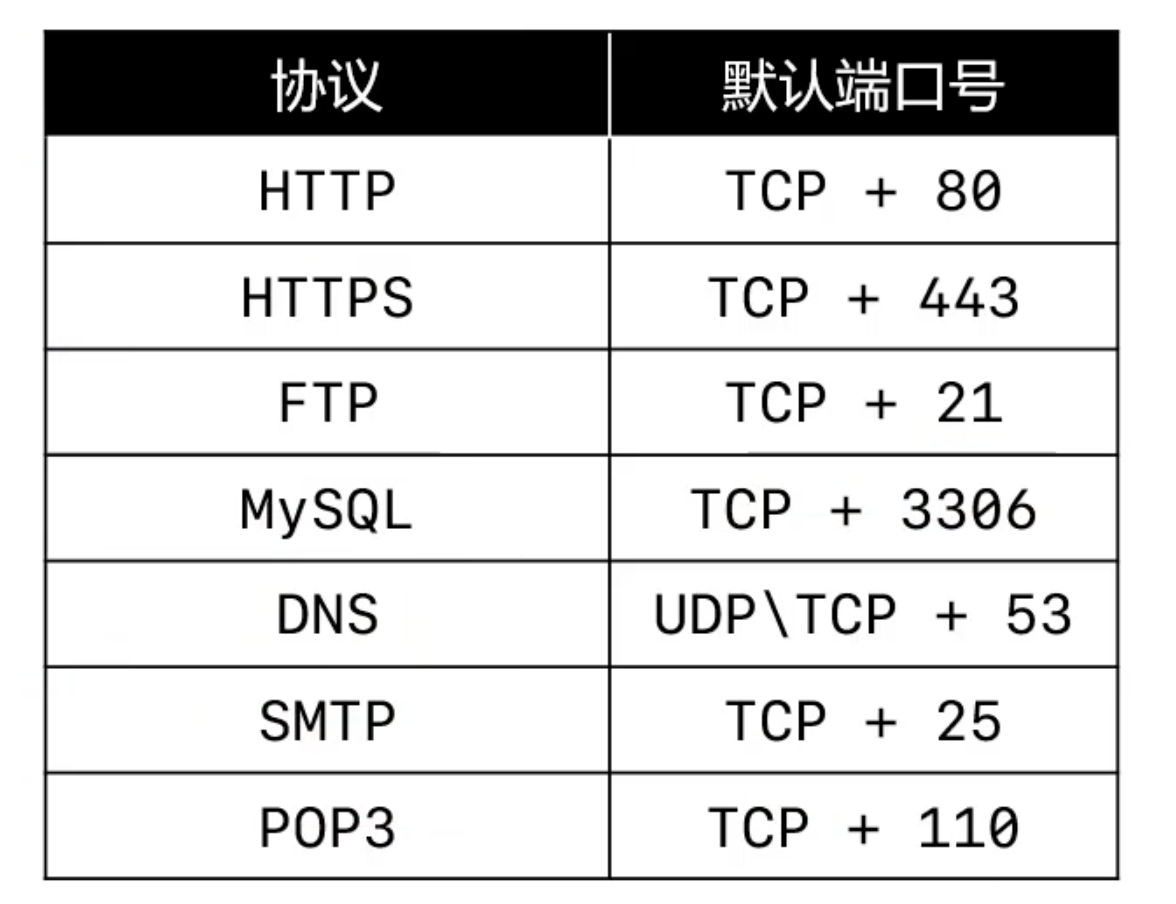 协议 默认端口号
HTTP TCP + 80
HTTPS TCP + 443
FTP TCP + 21
MySQL TCP + 3306
DNS UDP\TCP + 53
SMTP TCP + 25
POP3 TCP + 110